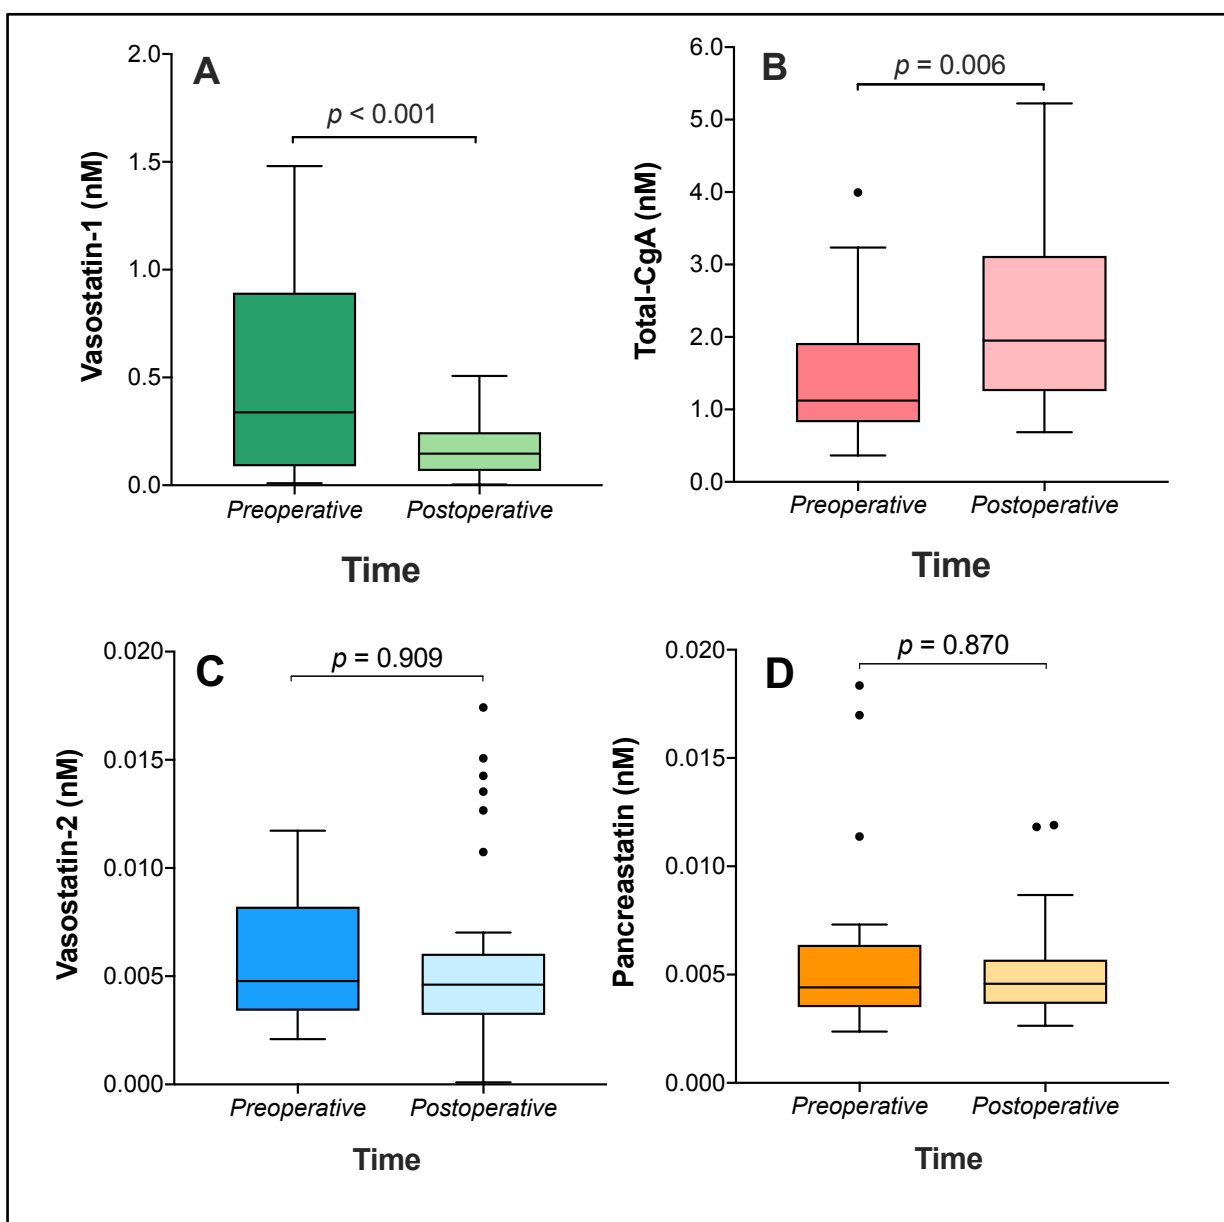 A
p < 0.001
Vasostatin-1 (nM)
2.0
1.5
1.0
0.5
0.0
Preoperative Postoperative
Time
B
p = 0.006
Total-CgA (nM)
6.0
5.0
4.0
3.0
2.0
1.0
0.0
Preoperative Postoperative
Time
C
p = 0.909
Vasostatin-2 (nM)
0.020
0.015
0.010
0.005
0.000
Preoperative Postoperative
Time
D
p = 0.870
Pancreastatin (nM)
0.020
0.015
0.010
0.005
0.000
Preoperative Postoperative
Time